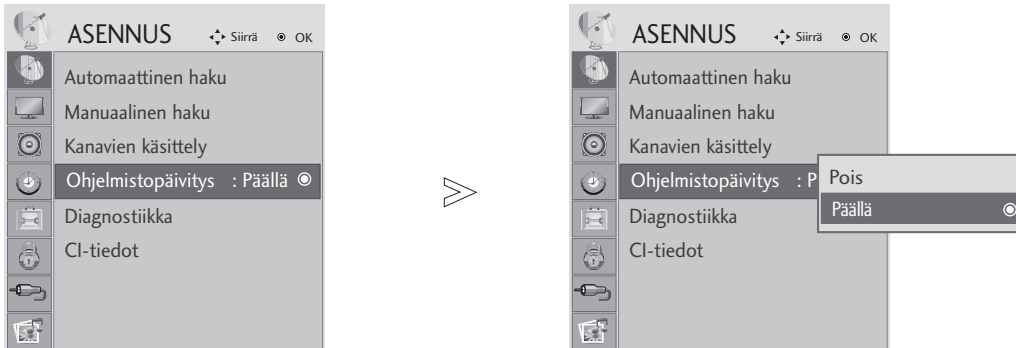 ASENNUS Siirrä OK
Automaattinen haku
Manuaalinen haku
Kanavien käsittely
Ohjelmistopäivitys : Päällä
Diagnostiikka
CI-tiedot
ASENNUS Siirrä OK
Automaattinen haku
Manuaalinen haku
Kanavien käsittely
Ohjelmistopäivitys : P
Diagnostiikka
CI-tiedot
Pois
Päällä